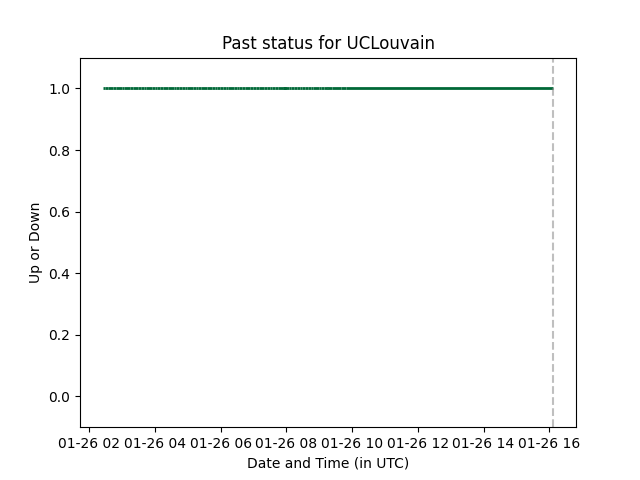 Past status for UCLouvain
Up or Down
1.0
0.8
0.6
0.4
0.2
0.0
01-26 02 01-26 04 01-26 06 01-26 08 01-26 10 01-26 12 01-26 14 01-26 16
Date and Time (in UTC)